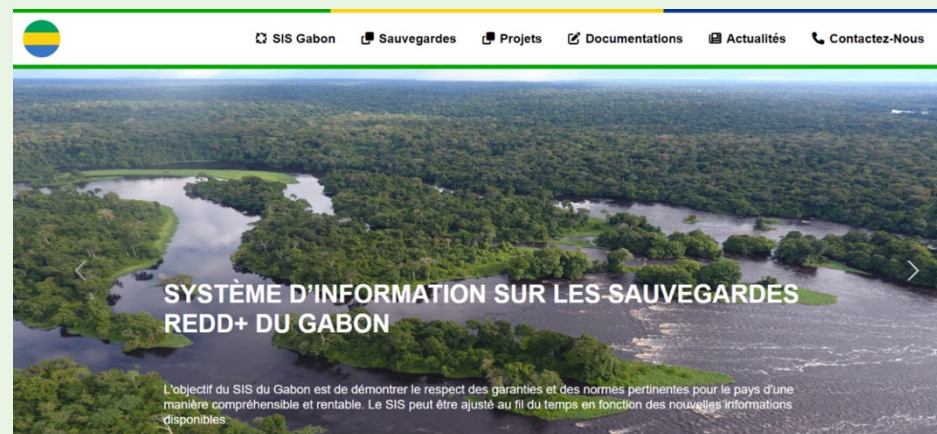 SIS Gabon Sauvegardes Projets Documentations Actualités Contactez-Nous
SYSTÈME D'INFORMATION SUR LES SAUVEGARDES
REDD+ DU GABON
L'objectif du SIS du Gabon est de démontrer le respect des garanties et des normes pertinentes pour le pays d'une
manière compréhensible et rentable. Le SIS peut être ajusté au fil du temps en fonction des nouvelles informations
disponibles